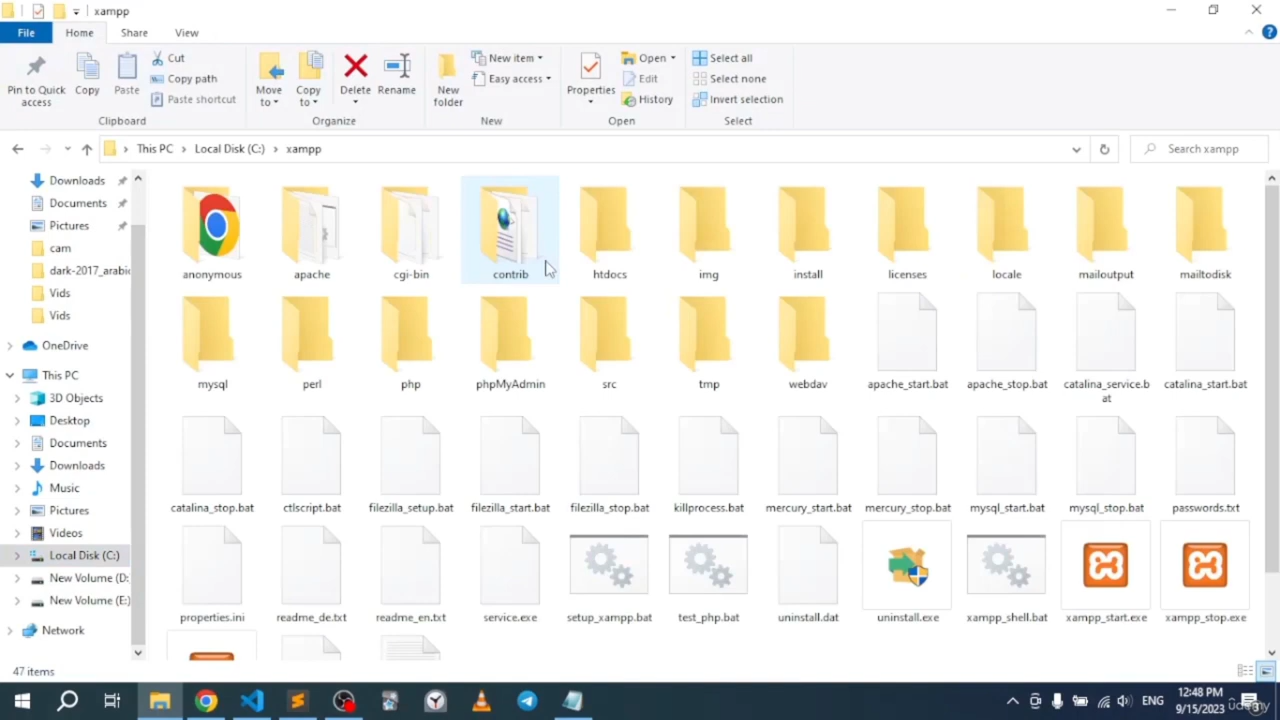 xampp
File
Home
Share
View
Pin to Quick access
Copy
Paste
Cut
Copy path
Paste shortcut
Move to
Copy to
Delete
Rename
New folder
New item
Easy access
Properties
Open
Edit
History
Select all
Select none
Invert selection
Clipboard
Organize
New
Open
Select
This PC
Local Disk (C:)
xampp
Search xampp
Downloads
Documents
Pictures
cam
dark-2017_arabi
Vids
Vids
OneDrive
This PC
3D Objects
Desktop
Documents
Downloads
Music
Pictures
Videos
Local Disk (C:)
New Volume (D:
New Volume (E:)
Network
anonymous
apache
cgi-bin
contrib
htdocs
img
install
licenses
locale
mailoutput
mailtodisk
mysql
perl
php
phpMyAdmin
src
tmp
webdav
apache_start.bat
apache_stop.bat
catalina_service.b
at
catalina_start.bat
catalina_stop.bat
ctlscript.bat
filezilla_setup.bat
filezilla_start.bat
filezilla_stop.bat
killprocess.bat
mercury_start.bat
mercury_stop.bat
mysql_start.bat
mysql_stop.bat
passwords.txt
properties.ini
readme_de.txt
readme_en.txt
service.exe
setup_xampp.bat
test_php.bat
uninstall.dat
uninstall.exe
xampp_shell.bat
xampp_start.exe
xampp_stop.exe
47 items
ENG
12:48 PM
9/15/2023
udemy